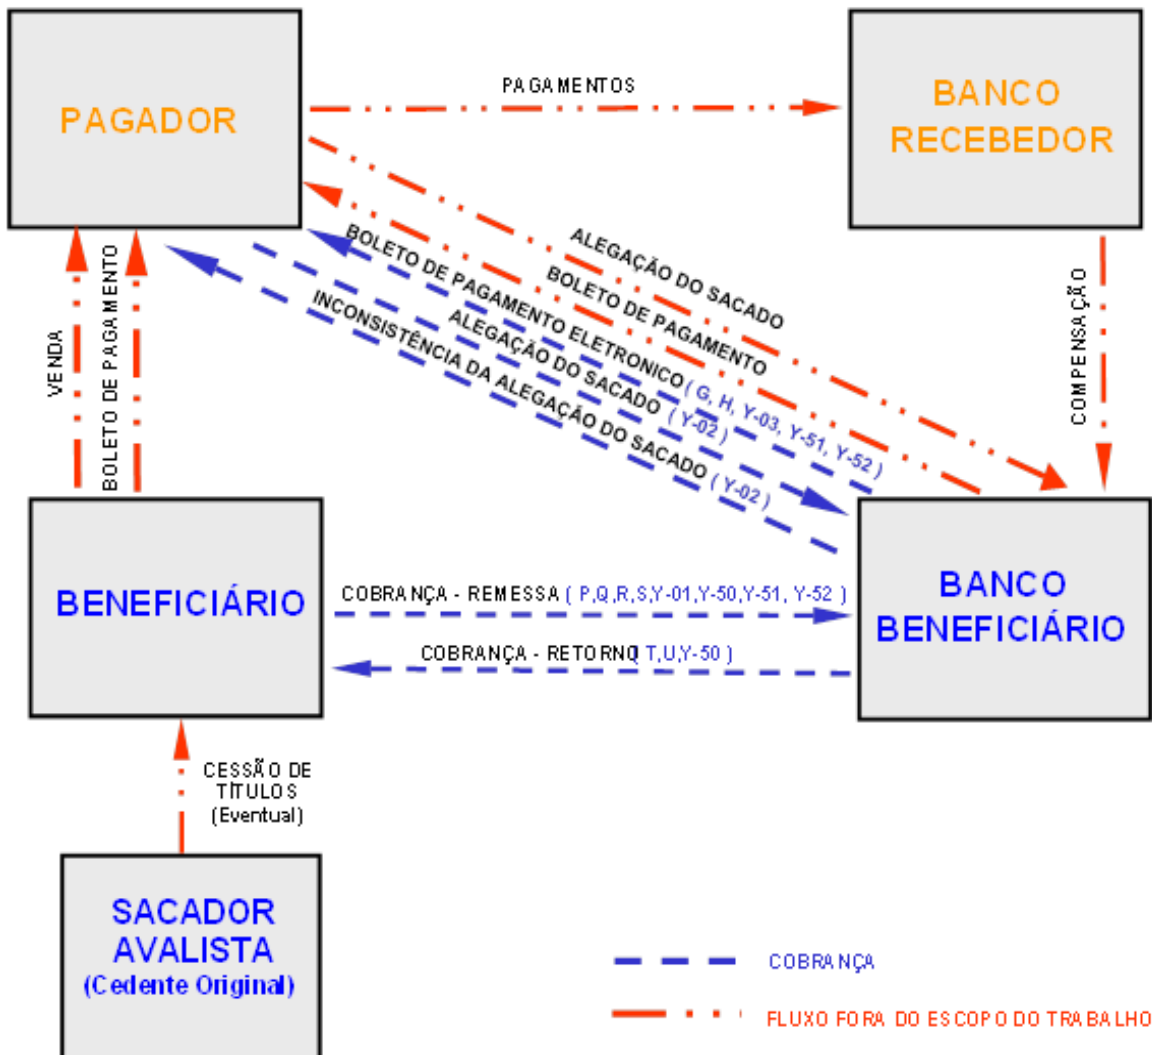 PAGADOR
PAGAMENTOS
BANCO
RECEBEDOR
VENDA
BOLETO DE PAGAMENTO
ALEGAÇÃO DO SACADO
BOLETO DE PAGAMENTO
BOLETO DE PAGAMENTO ELETRONICO ( G, H, Y-03, Y-51, Y-52 )
ALEGAÇÃO DO SACADO ( Y-02 )
INCONSISTÊNCIA DA ALEGAÇÃO DO SACADO ( Y-02 )
COMPENSAÇÃO
BENEFICIÁRIO
COBRANÇA - REMESSA ( P,Q,R,S,Y-01,Y-50,Y-51, Y-52 )
COBRANÇA - RETORNO ( T,U,Y-50 )
BANCO
BENEFICIÁRIO
CESSÃO DE
TÍTULOS
(Eventual)
SACADOR
AVALISTA
(Cedente Original)
COBRANÇA
FLUXO FORA DO ESCOPO DO TRABALHO